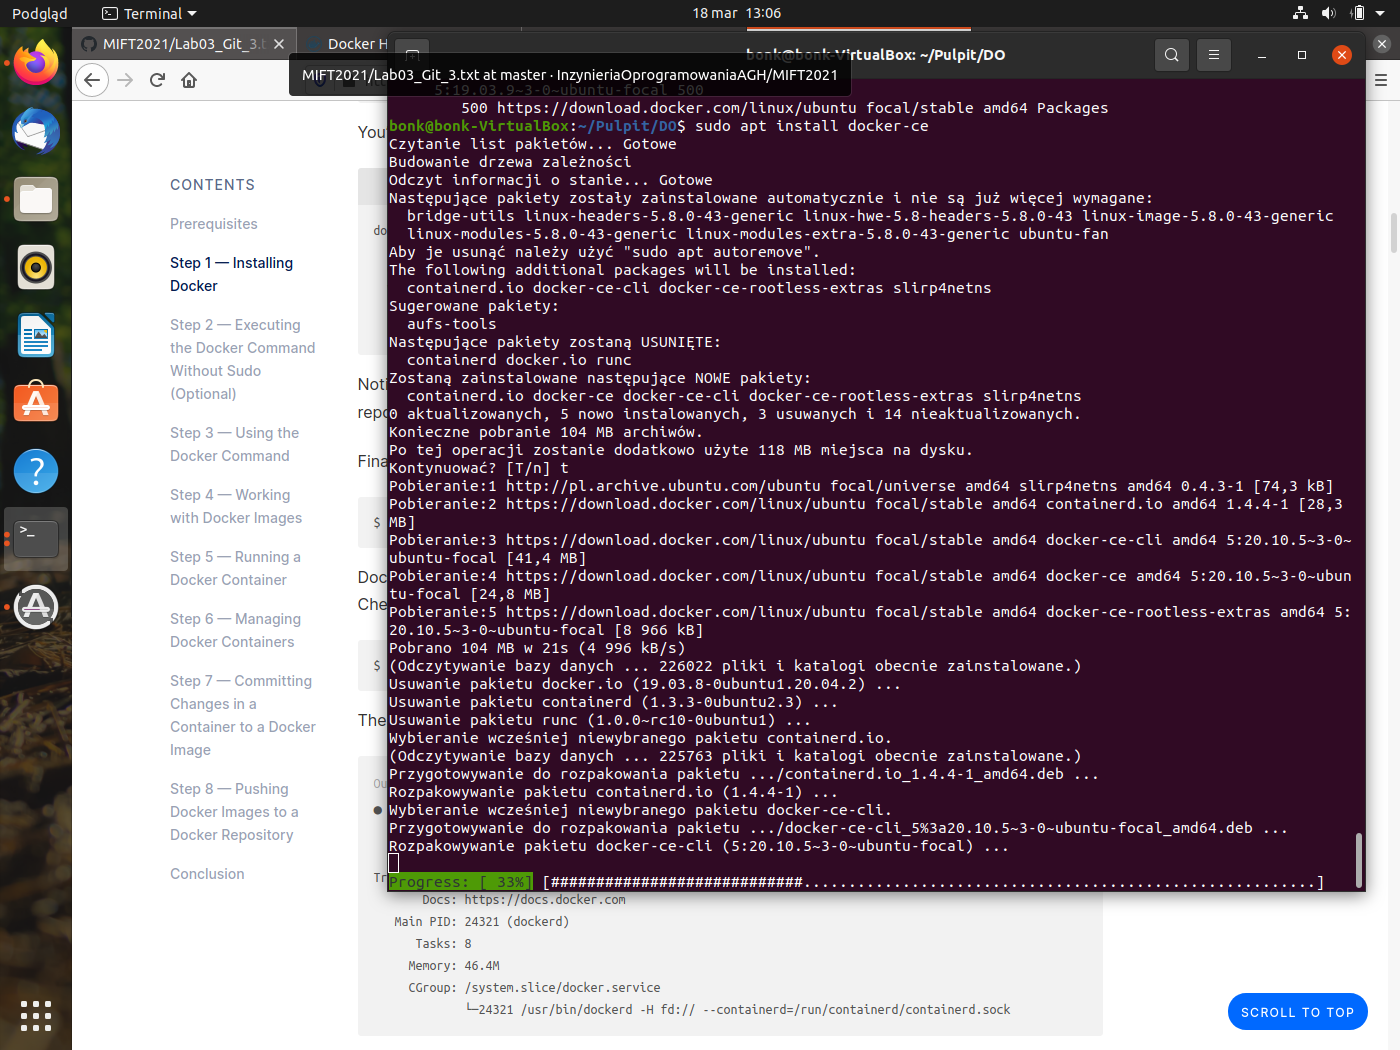 Podgląd
Terminal
18 mar 13:06
MIFT2021/Lab03_Git_3.t
Docker H
bonk@bonk-VirtualBox: ~/Pulpit/DO
MIFT2021/Lab03_Git_3.txt at master · InzynieriaOprogramowaniaAGH/MIFT2021
5:19.03.9~3-0~ubuntu-focal 500
500 https://download.docker.com/linux/ubuntu focal/stable amd64 Packages
bonk@bonk-VirtualBox:~/Pulpit/DO$ sudo apt install docker-ce
Czytanie list pakietów... Gotowe
Budowanie drzewa zależności
Odczyt informacji o stanie... Gotowe
Następujące pakiety zostały zainstalowane automatycznie i nie są już więcej wymagane:
bridge-utils linux-headers-5.8.0-43-generic linux-hwe-5.8-headers-5.8.0-43 linux-image-5.8.0-43-generic
linux-modules-5.8.0-43-generic linux-modules-extra-5.8.0-43-generic ubuntu-fan
Aby je usunąć należy użyć "sudo apt autoremove".
The following additional packages will be installed:
containerd.io docker-ce-cli docker-ce-rootless-extras slirp4netns
Sugerowane pakiety:
aufs-tools
Następujące pakiety zostaną USUNIĘTE:
containerd docker.io runc
Zostaną zainstalowane następujące NOWE pakiety:
containerd.io docker-ce docker-ce-cli docker-ce-rootless-extras slirp4netns
0 aktualizowanych, 5 nowo instalowanych, 3 usuwanych i 14 nieaktualizowanych.
Konieczne pobranie 104 MB archiwów.
Po tej operacji zostanie dodatkowo użyte 118 MB miejsca na dysku.
Kontynuować? [T/n] t
Pobieranie:1 http://pl.archive.ubuntu.com/ubuntu focal/universe amd64 slirp4netns amd64 0.4.3-1 [74,3 kB]
Pobieranie:2 https://download.docker.com/linux/ubuntu focal/stable amd64 containerd.io amd64 1.4.4-1 [28,3
MB]
Pobieranie:3 https://download.docker.com/linux/ubuntu focal/stable amd64 docker-ce-cli amd64 5:20.10.5~3-0~
ubuntu-focal [41,4 MB]
Pobieranie:4 https://download.docker.com/linux/ubuntu focal/stable amd64 docker-ce amd64 5:20.10.5~3-0~ubun
tu-focal [24,8 MB]
Pobieranie:5 https://download.docker.com/linux/ubuntu focal/stable amd64 docker-ce-rootless-extras amd64 5:
20.10.5~3-0~ubuntu-focal [8 966 kB]
Pobrano 104 MB w 21s (4 996 kB/s)
(Odczytywanie bazy danych ... 226022 pliki i katalogi obecnie zainstalowane.)
Usuwanie pakietu docker.io (19.03.8-0ubuntu1.20.04.2) ...
Usuwanie pakietu containerd (1.3.3-0ubuntu2.3) ...
Usuwanie pakietu runc (1.0.0~rc10-0ubuntu1) ...
Wybieranie wcześniej niewybranego pakietu containerd.io.
(Odczytywanie bazy danych ... 225763 pliki i katalogi obecnie zainstalowane.)
Przygotowywanie do rozpakowania pakietu .../containerd.io_1.4.4-1_amd64.deb ...
Rozpakowywanie pakietu containerd.io (1.4.4-1) ...
Wybieranie wcześniej niewybranego pakietu docker-ce-cli.
Przygotowywanie do rozpakowania pakietu .../docker-ce-cli_5%3a20.10.5~3-0~ubuntu-focal_amd64.deb ...
Rozpakowywanie pakietu docker-ce-cli (5:20.10.5~3-0~ubuntu-focal) ...
Progress: [ 33%] [############################.........................................................]
CONTENTS
Prerequisites
Step 1 — Installing
Docker
Step 2 — Executing
the Docker Command
Without Sudo
(Optional)
Step 3 — Using the
Docker Command
Step 4 — Working
with Docker Images
Step 5 — Running a
Docker Container
Step 6 — Managing
Docker Containers
Step 7 — Committing
Changes in a
Container to a Docker
Image
Step 8 — Pushing
Docker Images to a
Docker Repository
Conclusion
You
do
Noti
repo
Fina
$
Doc
Che
$
The
Ou
Tr
Docs: https://docs.docker.com
Main PID: 24321 (dockerd)
Tasks: 8
Memory: 46.4M
CGroup: /system.slice/docker.service
└─24321 /usr/bin/dockerd -H fd:// --containerd=/run/containerd/containerd.sock
SCROLL TO TOP